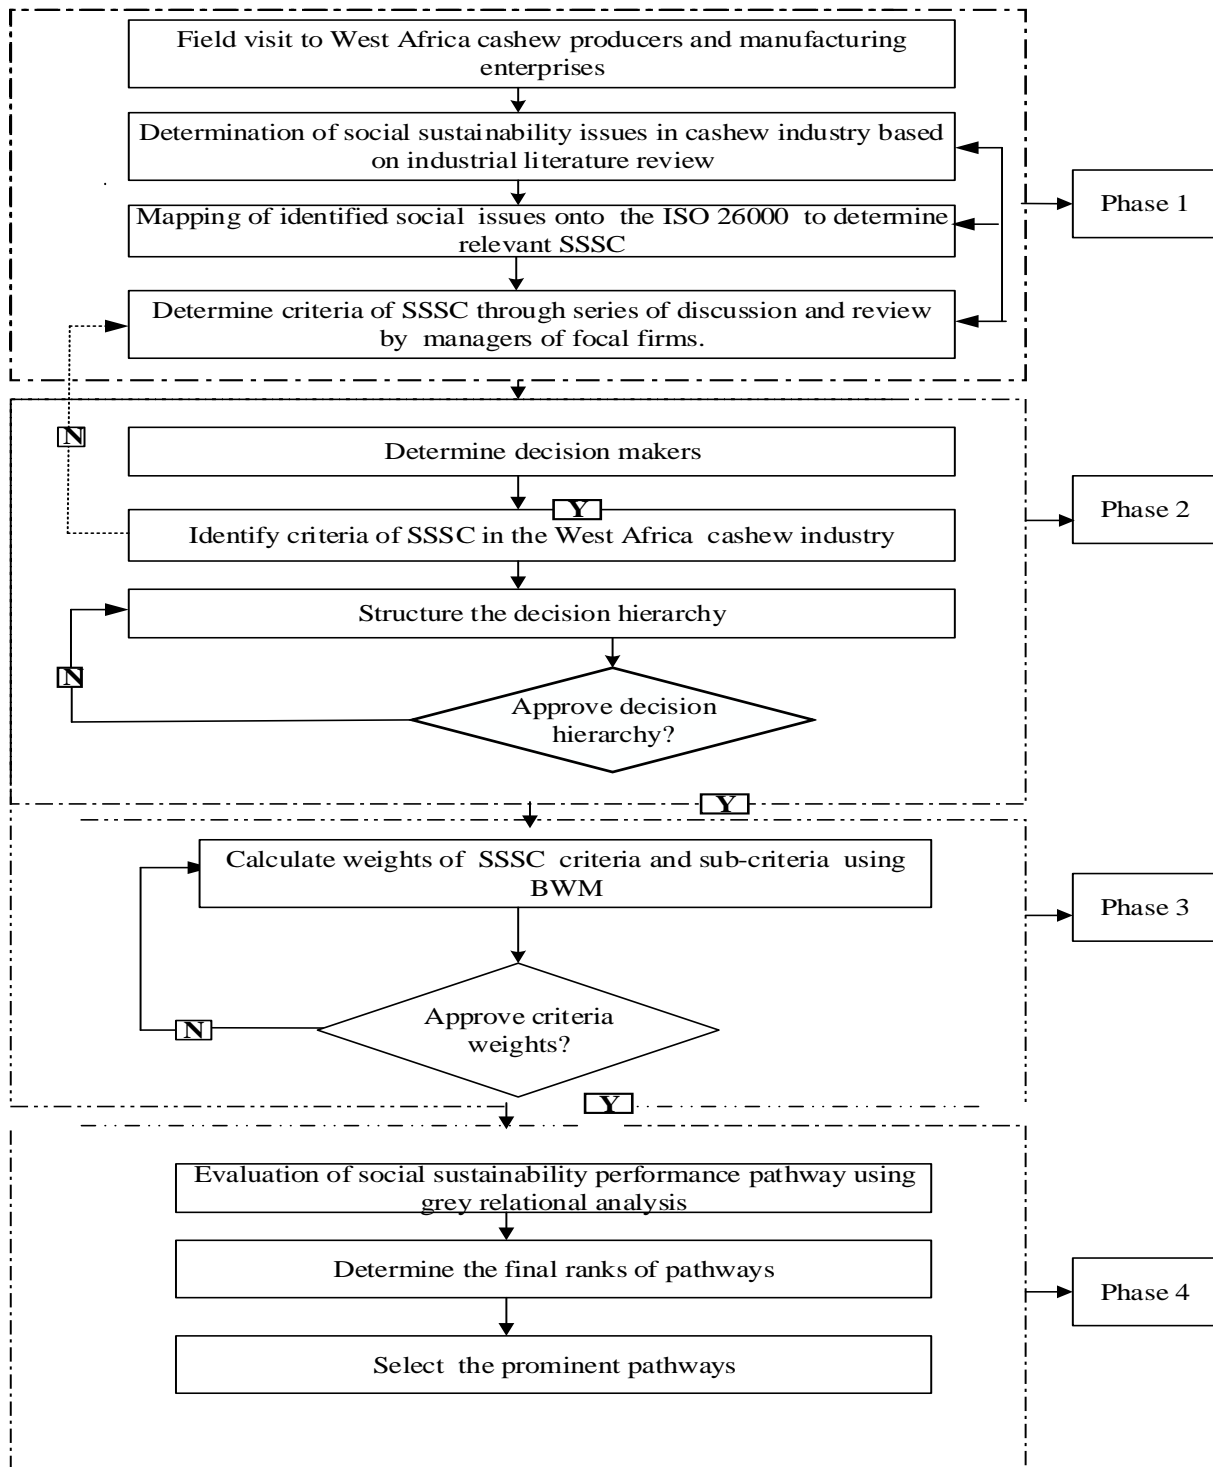 Field visit to West Africa cashew producers and manufacturing
enterprises
Determination of social sustainability issues in cashew industry based
on industrial literature review
Mapping of identified social issues onto the ISO 26000 to determine
relevant SSSC
Phase 1
Determine criteria of SSSC through series of discussion and review
by managers of focal firms.
N
Determine decision makers
Y
Phase 2
Identify criteria of SSSC in the West Africa cashew industry
Structure the decision hierarchy
N
Approve decision
hierarchy?
Y
Calculate weights of SSSC criteria and sub-criteria using
BWM
Phase 3
Approve criteria
weights?
N
Y
Evaluation of social sustainability performance pathway using
grey relational analysis
Determine the final ranks of pathways
Phase 4
Select the prominent pathways